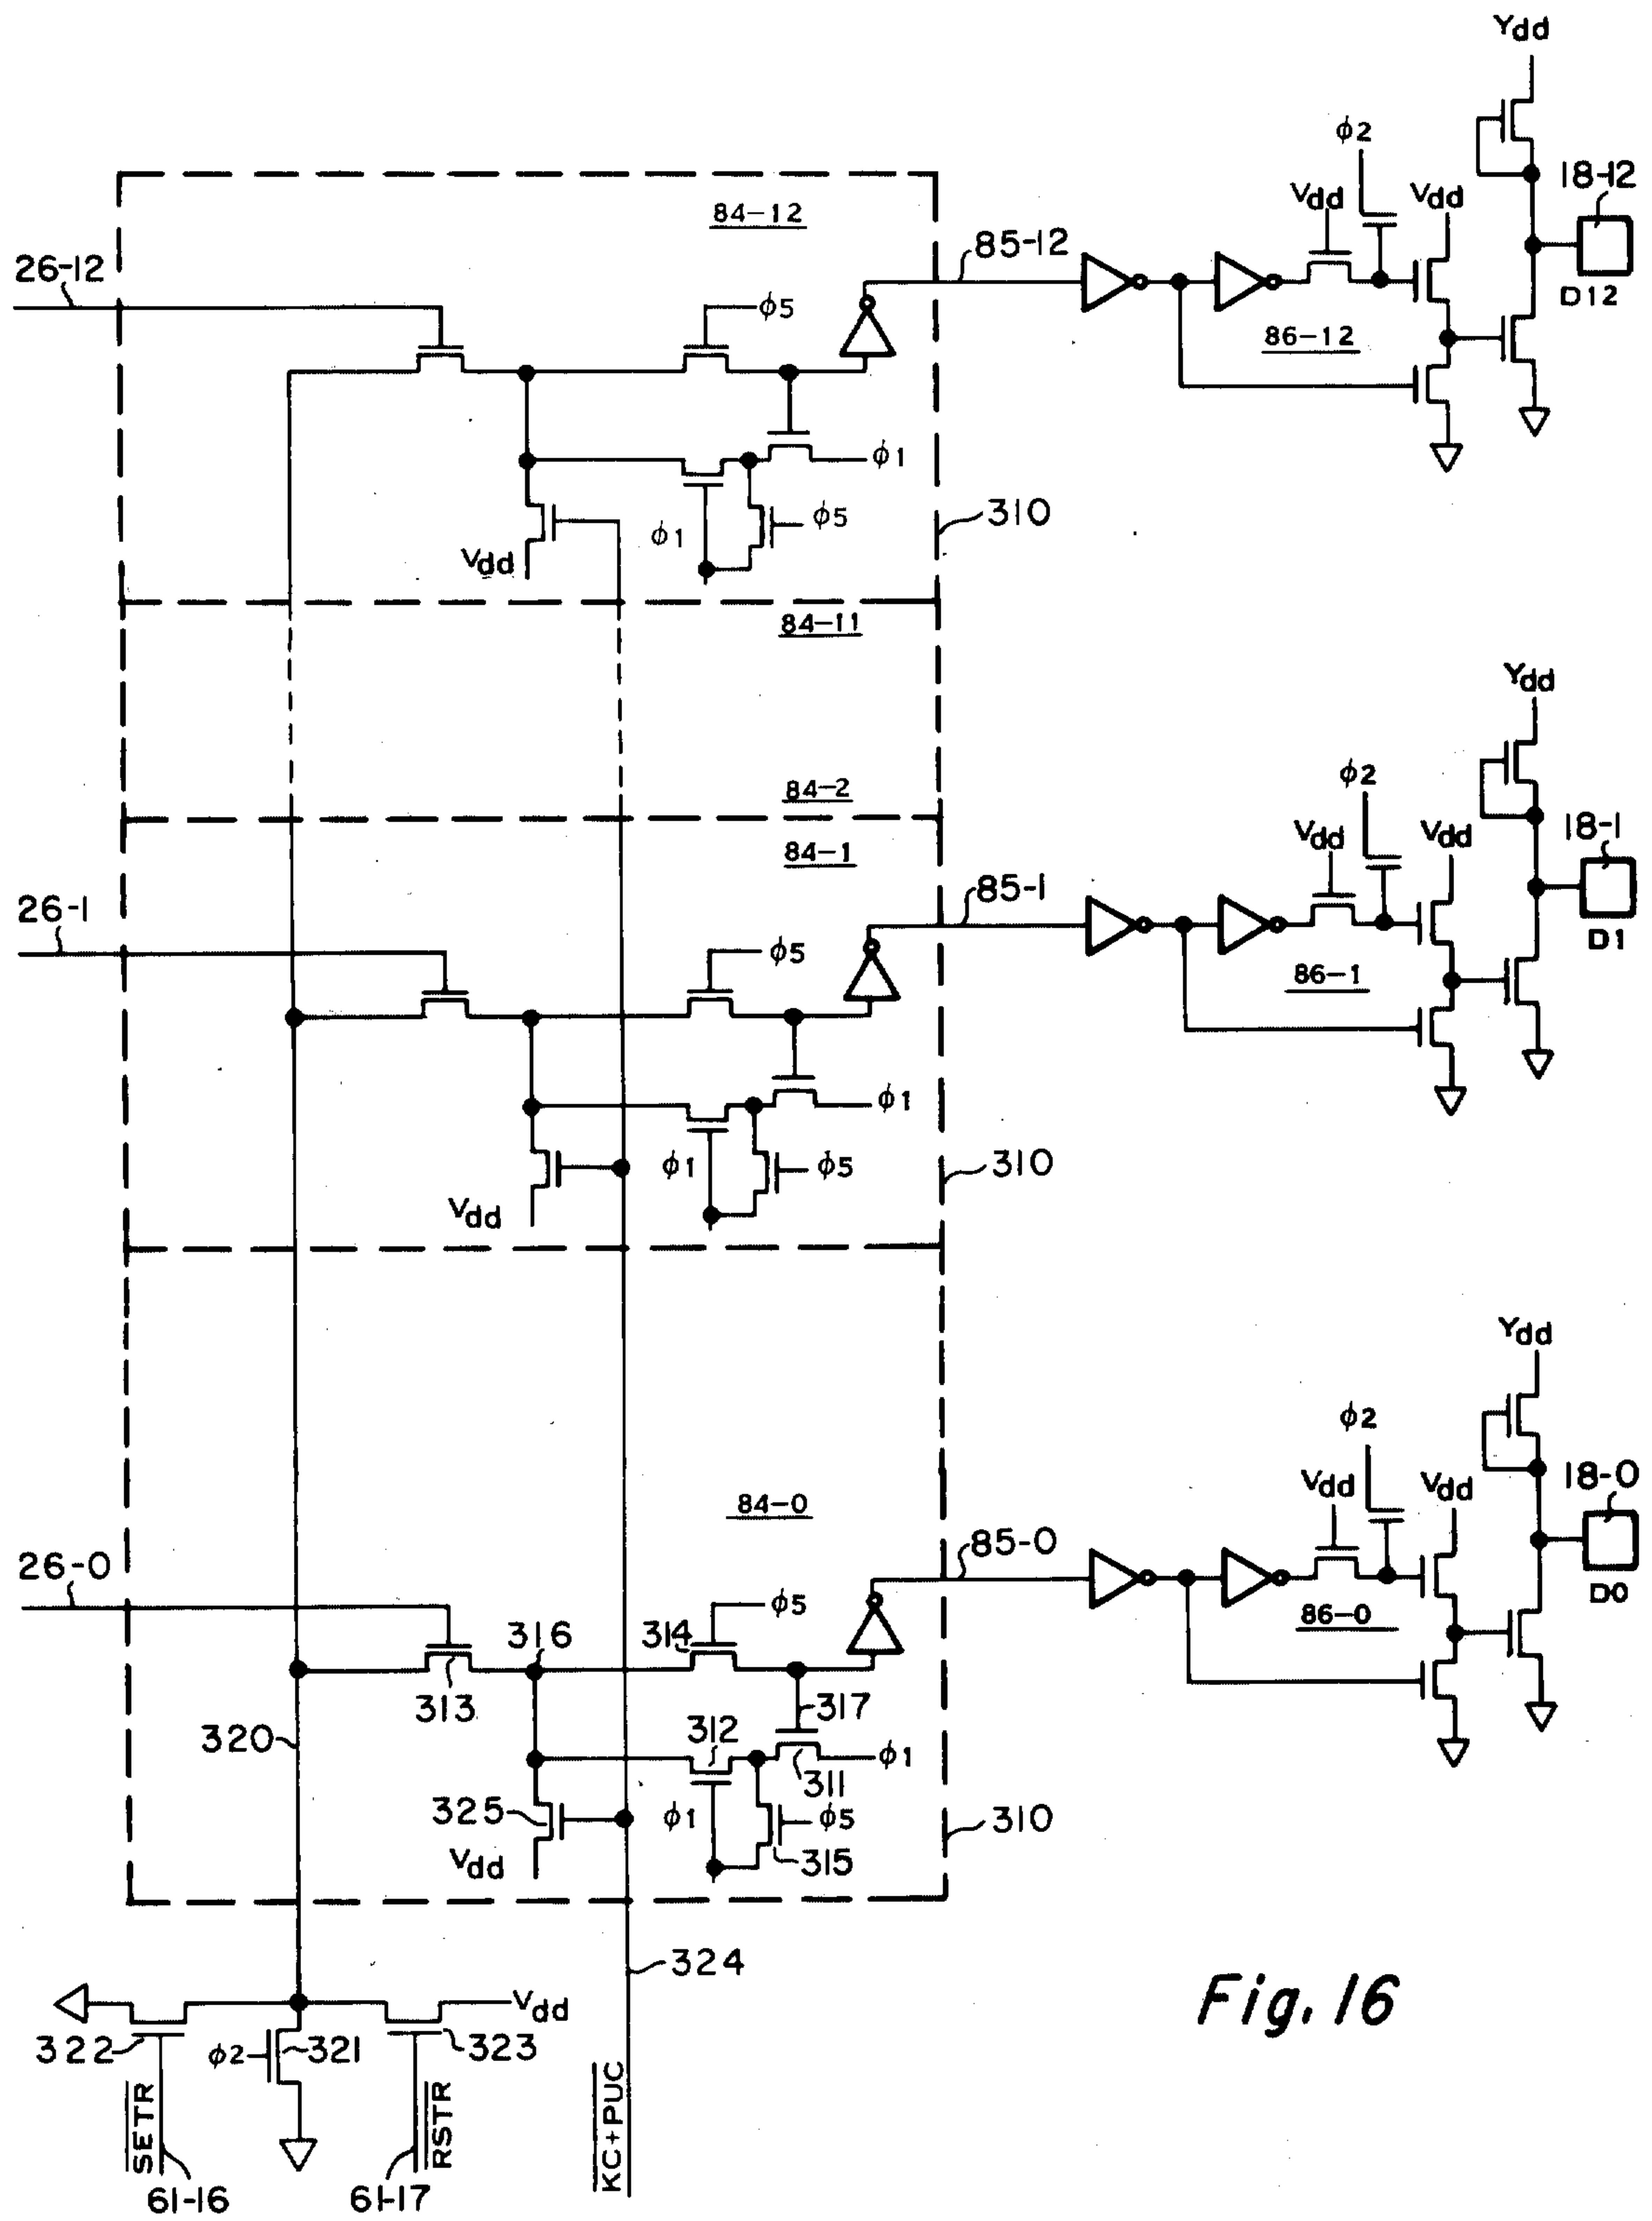 Ydd
φ2
18-12
Vdd
Vdd
84-12
85-12
26-12
D12
φ5
86-12
φ1
310
φ5
φ1
Vdd
84-11
Ydd
φ2
84-2
18-1
Vdd
Vdd
84-1
85-1
26-1
D1
φ5
86-1
φ1
310
φ1
φ5
Vdd
Ydd
φ2
18-0
Vdd
Vdd
84-0
85-0
26-0
D0
φ5
86-0
316
314
313
317
312
320
φ1
311
325
φ1
φ5
310
Vdd
315
324
Vdd
322
φ2
321
323
SETR
RSTR
KC+PUC
61-16
61-17
Fig. 16